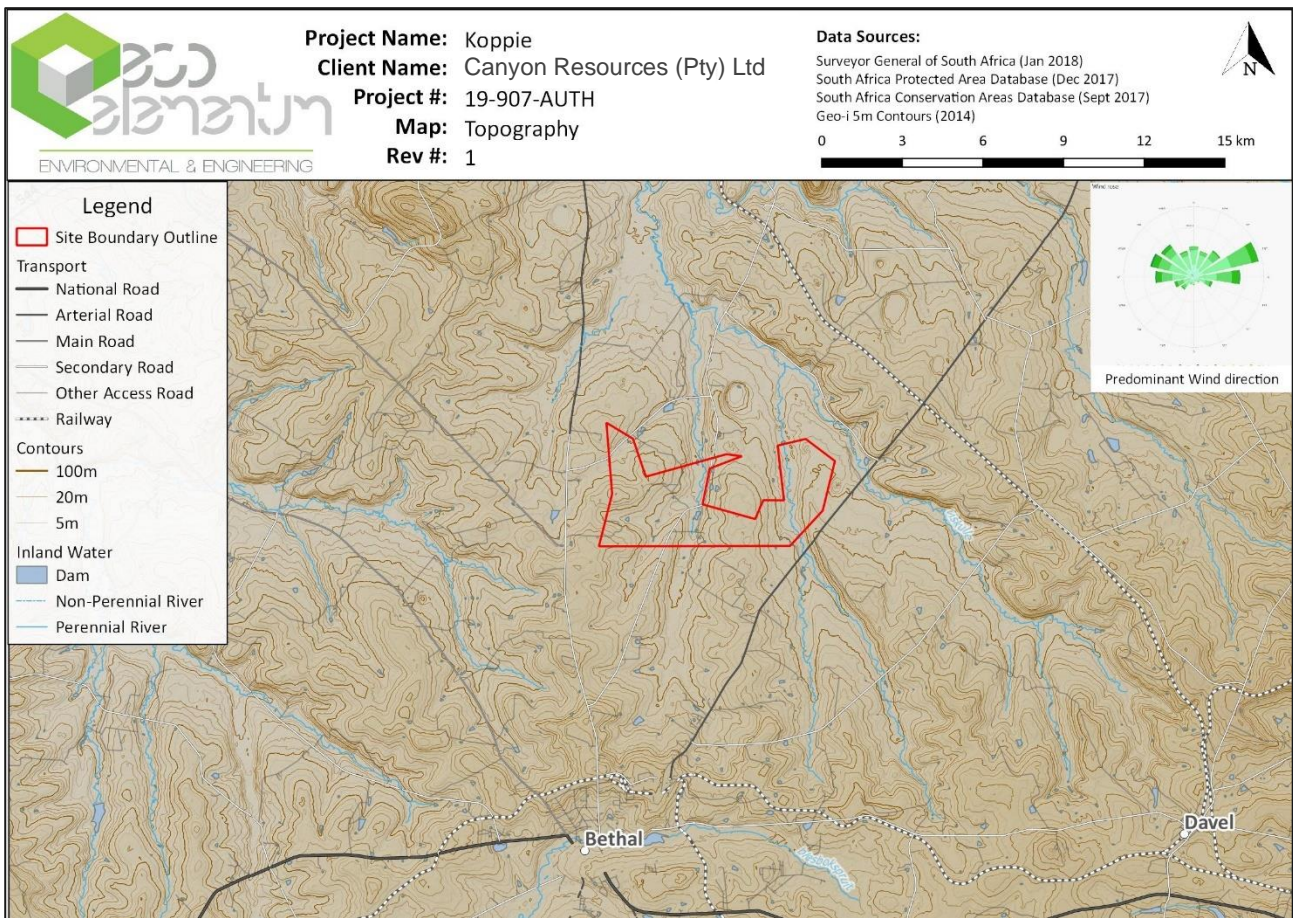 eco
elementum
ENVIRONMENTAL & ENGINEERING
Project Name: Koppie
Client Name: Canyon Resources (Pty) Ltd
Project #: 19-907-AUTH
Map: Topography
Rev #: 1
Data Sources:
Surveyor General of South Africa (Jan 2018)
South Africa Protected Area Database (Dec 2017)
South Africa Conservation Areas Database (Sept 2017)
Geo-i 5m Contours (2014)
0 3 6 9 12 15 km
N
Legend
Site Boundary Outline
Transport
National Road
Arterial Road
Main Road
Secondary Road
Other Access Road
Railway
Contours
100m
20m
5m
Inland Water
Dam
Non-Perennial River
Perennial River
Wind rose
Predominant Wind direction
Bethal
Davel